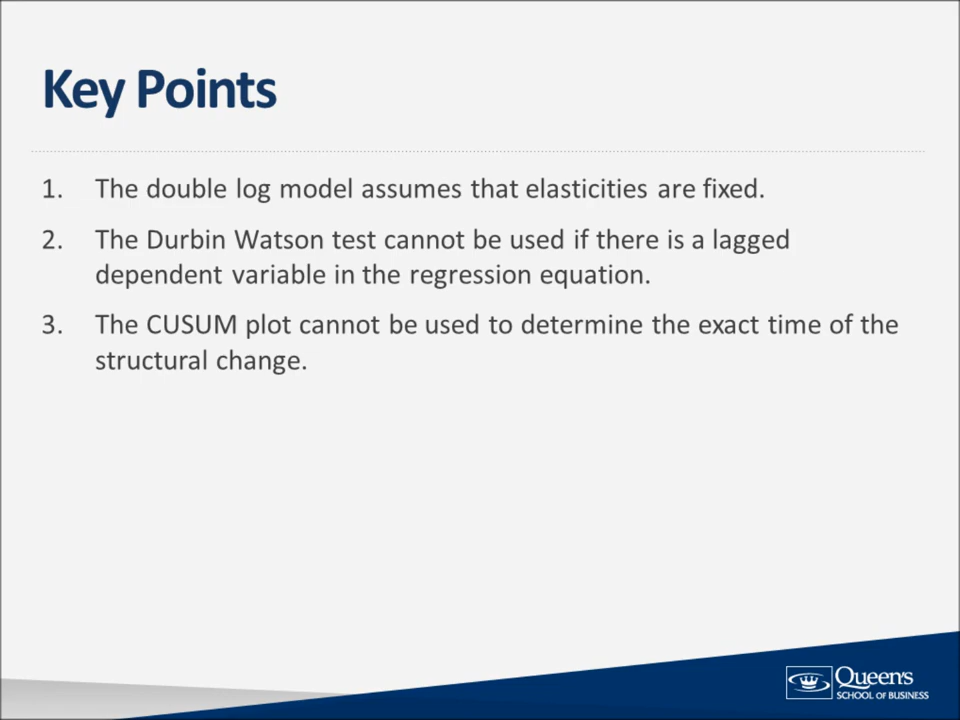 Key Points
1. The double log model assumes that elasticities are fixed.
2. The Durbin Watson test cannot be used if there is a lagged
dependent variable in the regression equation.
3. The CUSUM plot cannot be used to determine the exact time of the
structural change.
Queen's
SCHOOL OF BUSINESS